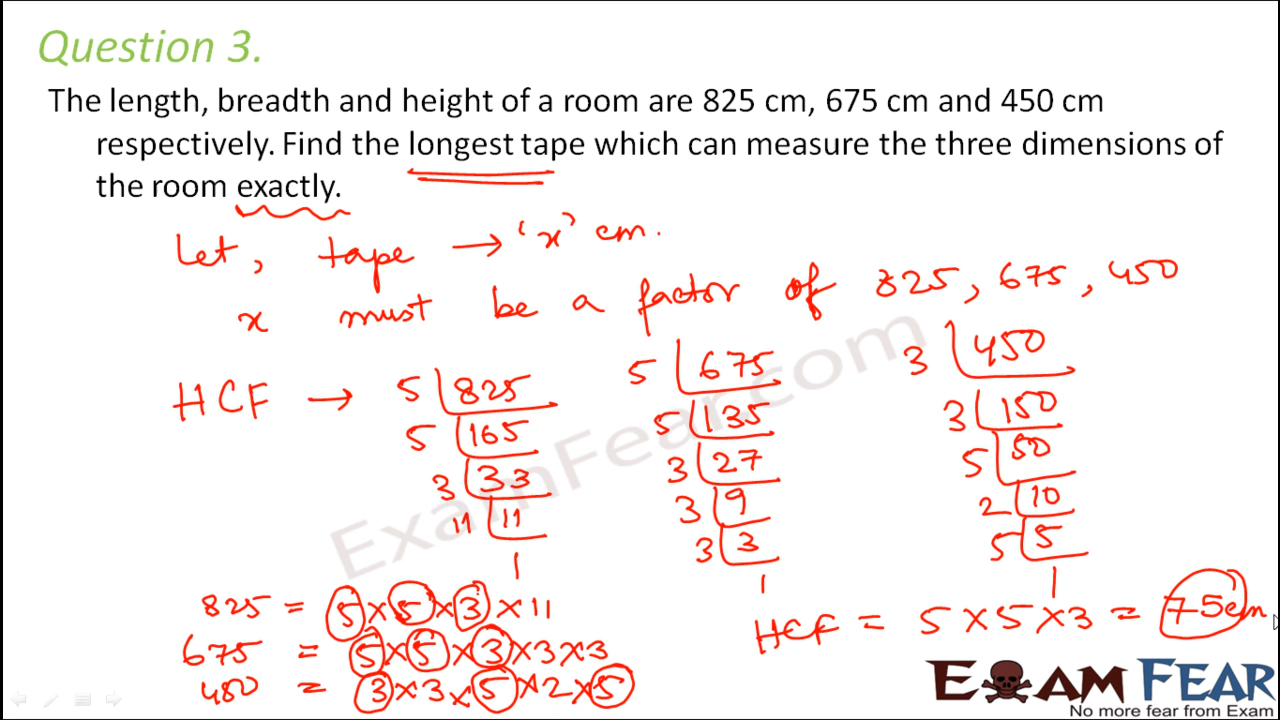 Question 3.
The length, breadth and height of a room are 825 cm, 675 cm and 450 cm
respectively. Find the longest tape which can measure the three dimensions of
the room exactly.
Let, tape → 'x' cm.
x must be a factor of 825, 675, 450
HCF →
5 | 825
5 | 165
3 | 33
11 | 11
1
5 | 675
5 | 135
3 | 27
3 | 9
3 | 3
1
3 | 450
3 | 150
5 | 50
2 | 10
5 | 5
1
825 = 5 × 5 × 3 × 11
675 = 5 × 5 × 3 × 3 × 3
450 = 3 × 3 × 5 × 2 × 5
HCF = 5 × 5 × 3 = 75 cm
ExamFear.com
EXAM FEAR
No more fear from Exam